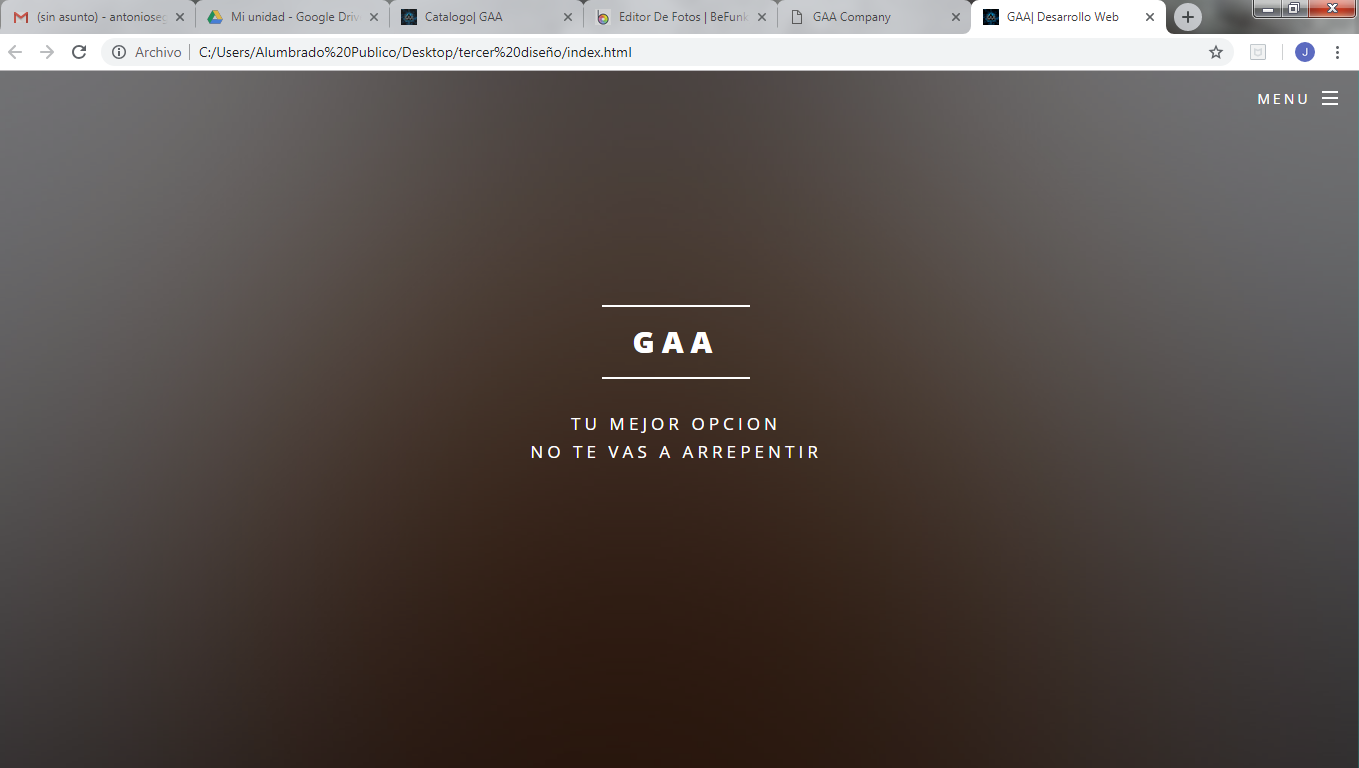 (sin asunto) - antonioseg
Mi unidad - Google Driv
Catalogo| GAA
Editor De Fotos | BeFunk
GAA Company
GAA| Desarrollo Web
Archivo
C:/Users/Alumbrado%20Publico/Desktop/tercer%20diseño/index.html
J
MENU
GAA
TU MEJOR OPCION
NO TE VAS A ARREPENTIR